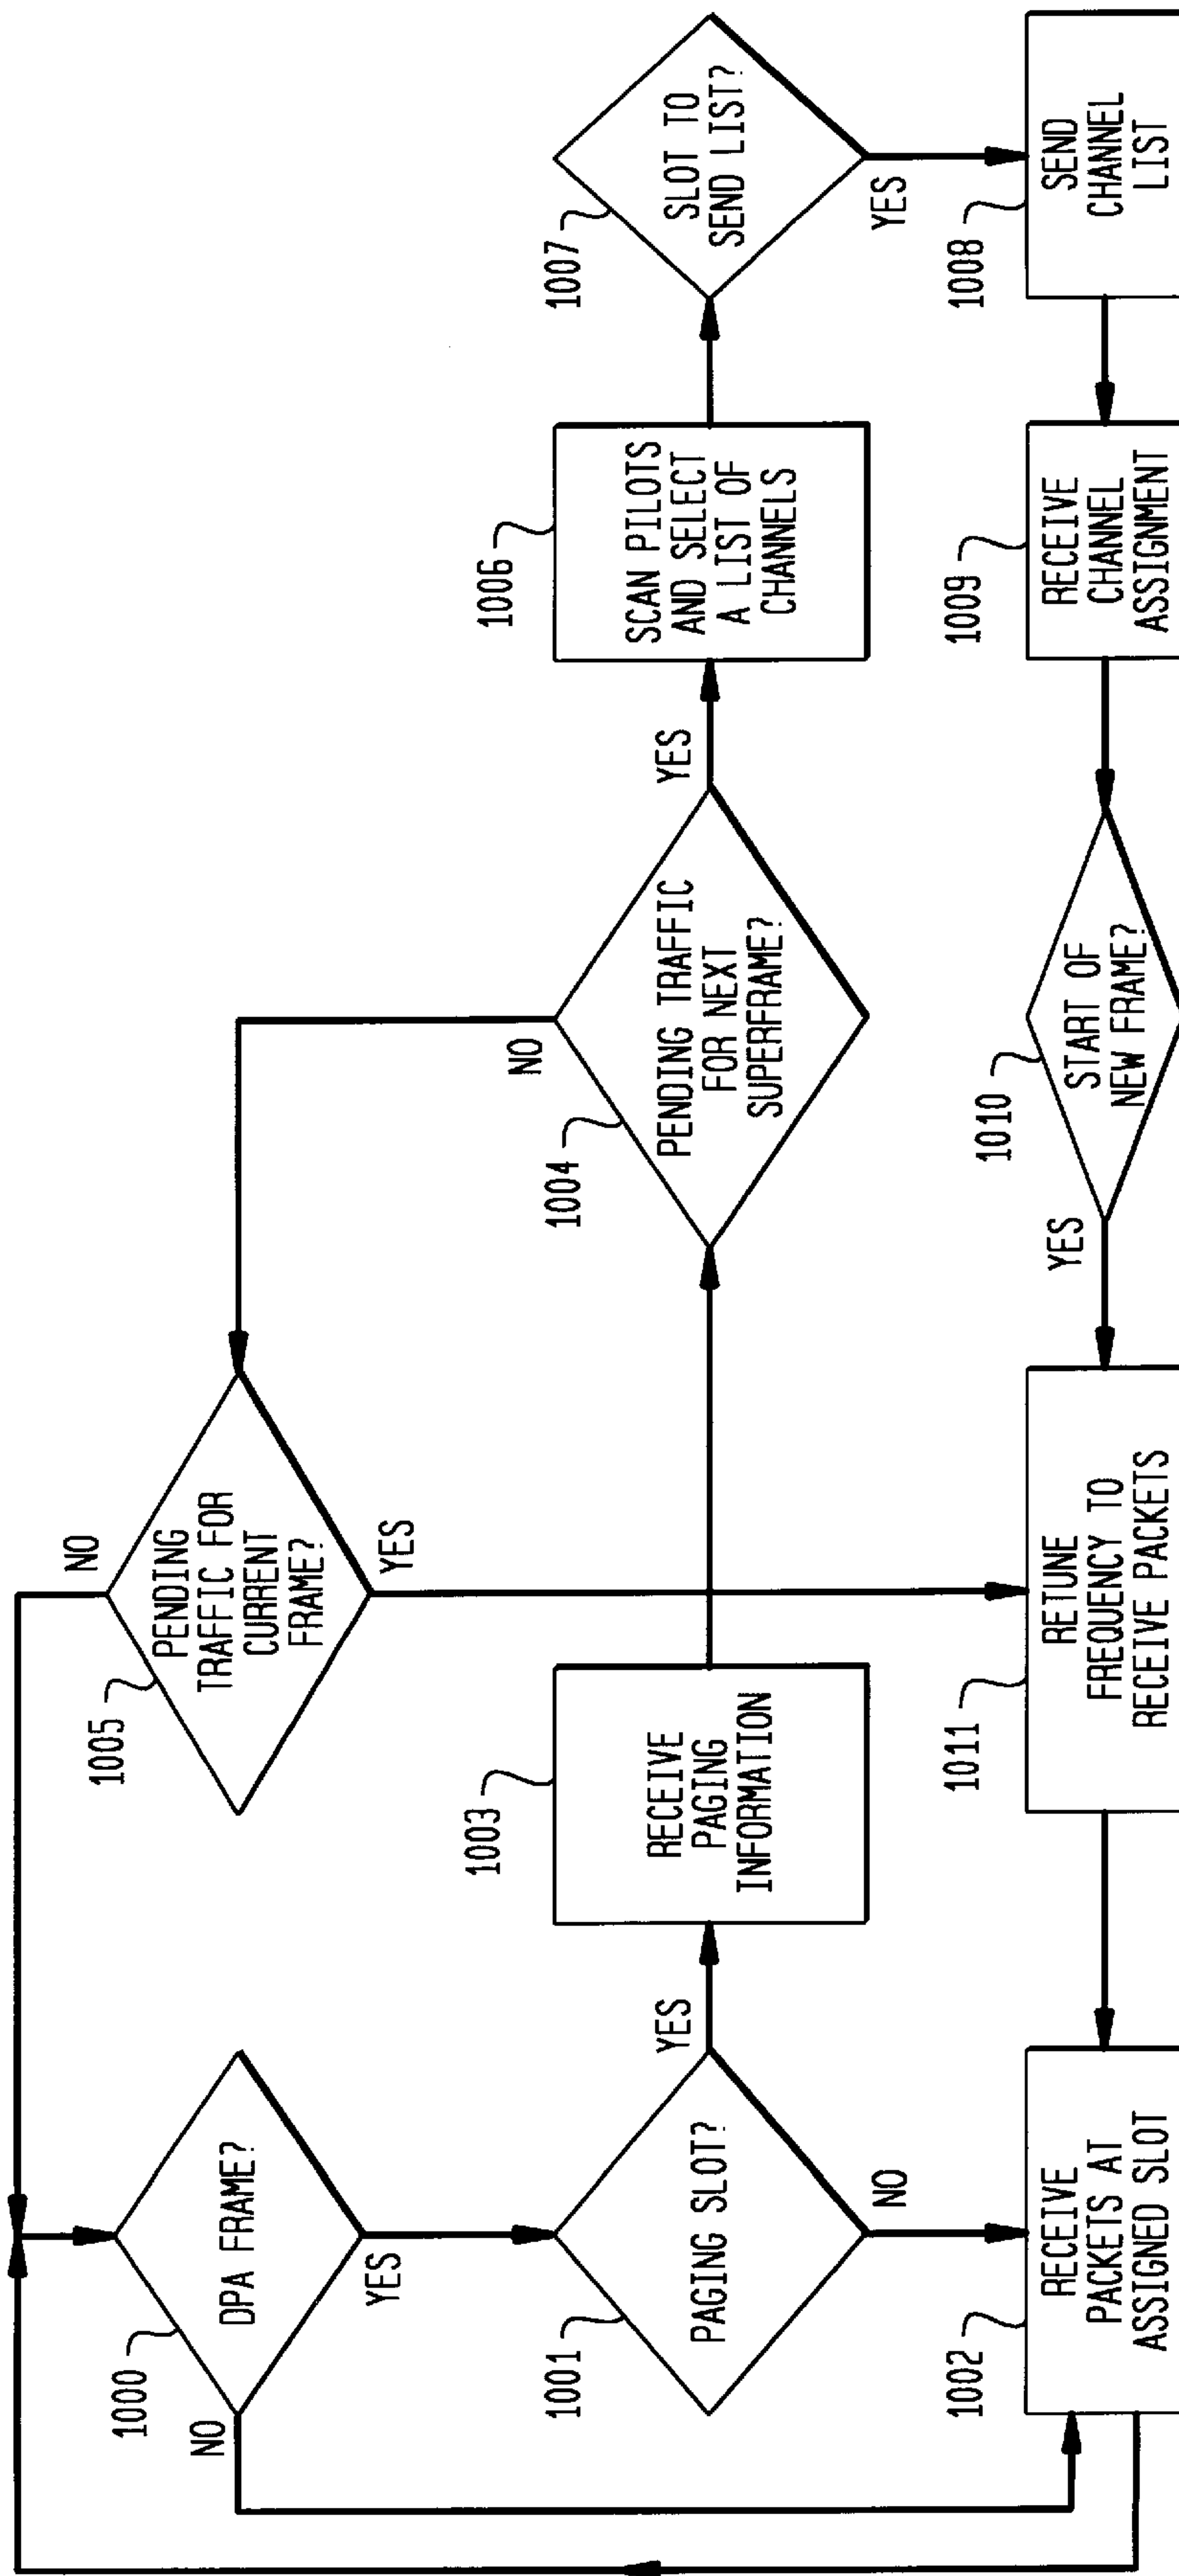 1000
DPA FRAME?
NO
YES
1005
PENDING
TRAFFIC FOR
CURRENT
FRAME?
NO
YES
1001
PAGING SLOT?
YES
NO
1003
RECEIVE
PAGING
INFORMATION
1004
PENDING TRAFFIC
FOR NEXT
SUPERFRAME?
NO
YES
1006
SCAN PILOTS
AND SELECT
A LIST OF
CHANNELS
1007
SLOT TO
SEND LIST?
YES
1002
RECEIVE
PACKETS AT
ASSIGNED SLOT
1011
RETUNE
FREQUENCY TO
RECEIVE PACKETS
1010
START OF
NEW FRAME?
YES
1009
RECEIVE
CHANNEL
ASSIGNMENT
1008
SEND
CHANNEL
LIST